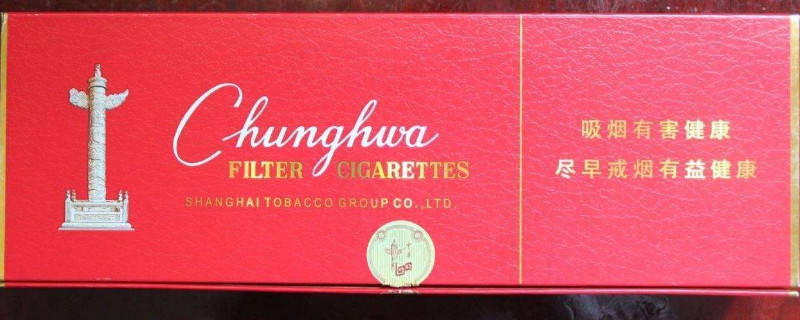 Chunghwa
FILTER CIGARETTES
SHANGHAI TOBACCO GROUP CO.,LTD.
吸烟有害健康
尽早戒烟有益健康